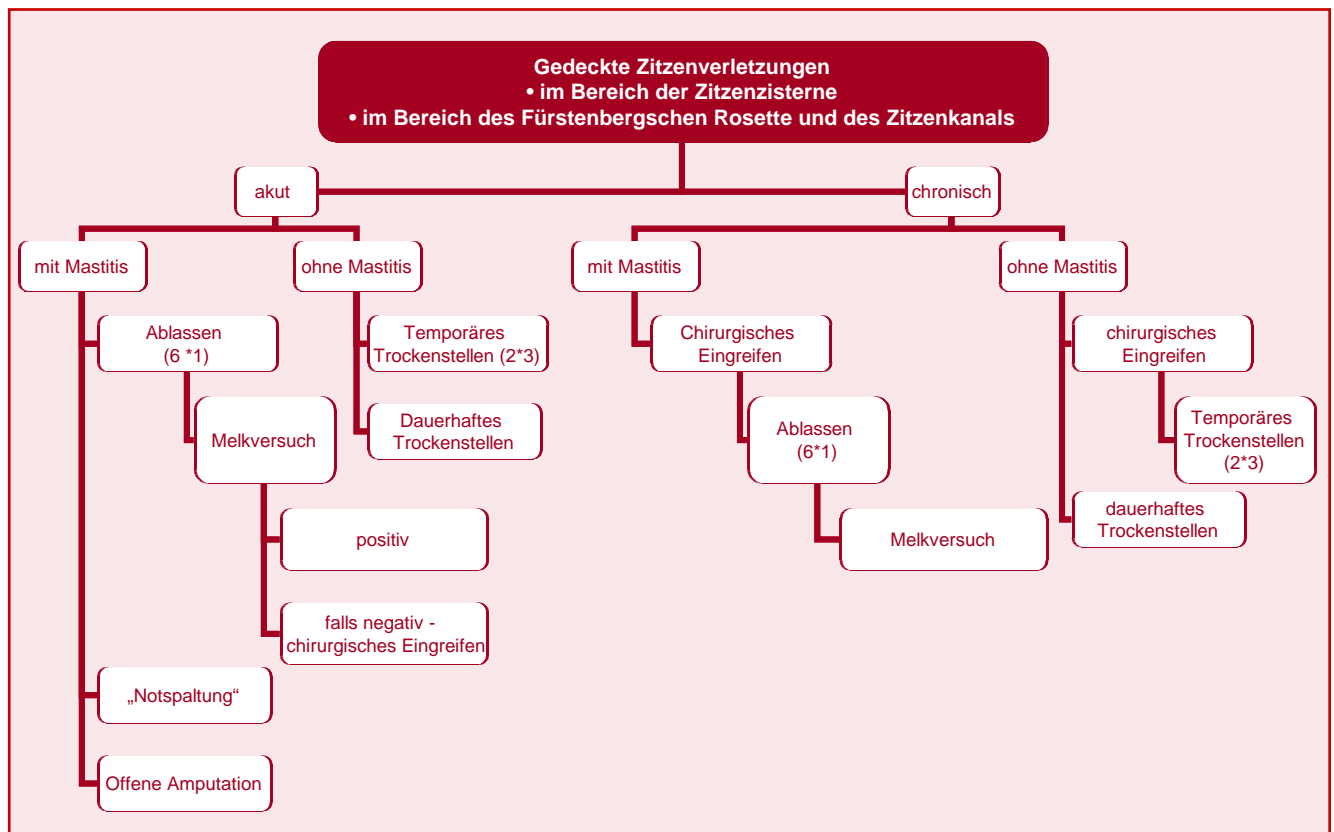 Gedeckte Zitzenverletzungen
• im Bereich der Zitzenzisterne
• im Bereich des Fürstenbergschen Rosette und des Zitzenkanals
akut
chronisch
mit Mastitis
ohne Mastitis
mit Mastitis
ohne Mastitis
Ablassen
(6 *1)
Temporäres
Trockenstellen (2*3)
Chirurgisches
Eingreifen
chirurgisches
Eingreifen
Melkversuch
Dauerhaftes
Trockenstellen
Ablassen
(6*1)
Temporäres
Trockenstellen
(2*3)
positiv
Melkversuch
dauerhaftes
Trockenstellen
falls negativ -
chirurgisches Eingreifen
„Notspaltung“
Offene Amputation